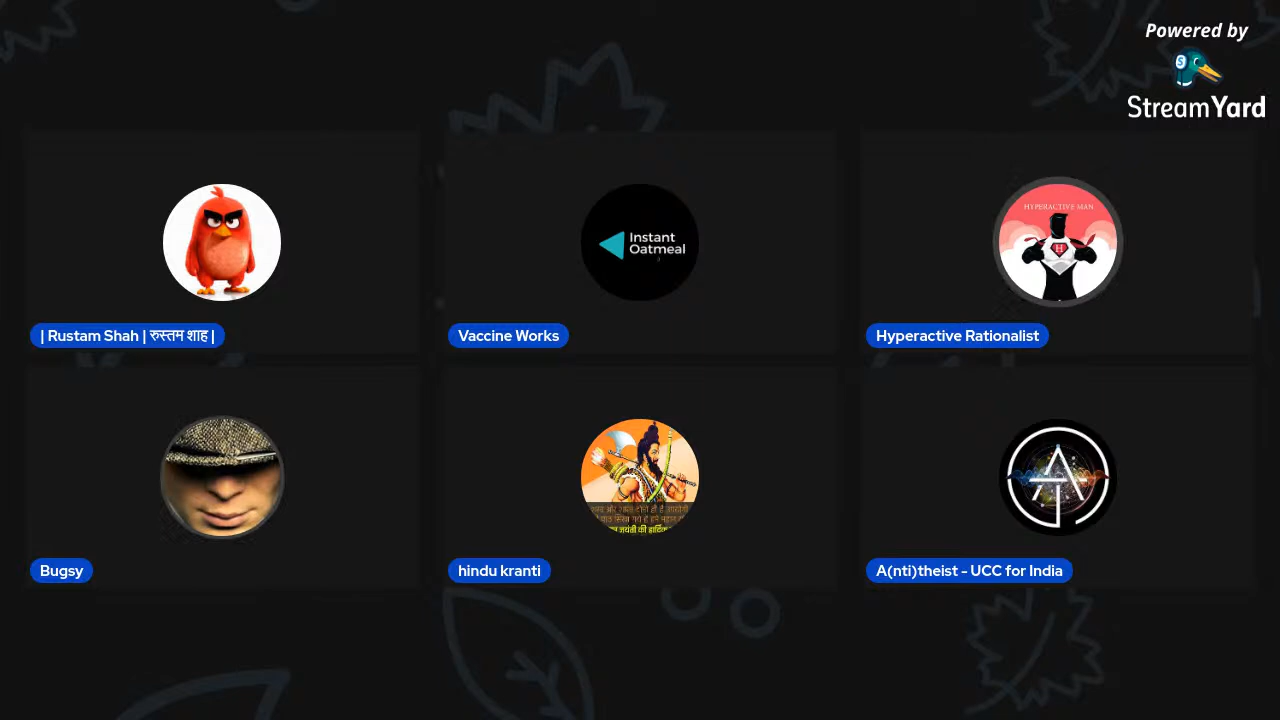 Powered by
StreamYard
Instant
Oatmeal
HYPERACTIVE MAN
H
| Rustam Shah | रुस्तम शाह |
Vaccine Works
Hyperactive Rationalist
जयंती की हार्दिक
Bugsy
hindu kranti
A(nti)theist - UCC for India